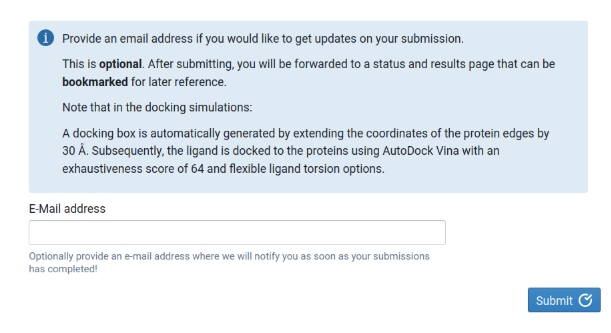 Provide an email address if you would like to get updates on your submission.
This is optional. After submitting, you will be forwarded to a status and results page that can be
bookmarked for later reference.
Note that in the docking simulations:
A docking box is automatically generated by extending the coordinates of the protein edges by
30 Å. Subsequently, the ligand is docked to the proteins using AutoDock Vina with an
exhaustiveness score of 64 and flexible ligand torsion options.
E-Mail address
Optionally provide an e-mail address where we will notify you as soon as your submissions
has completed!
Submit